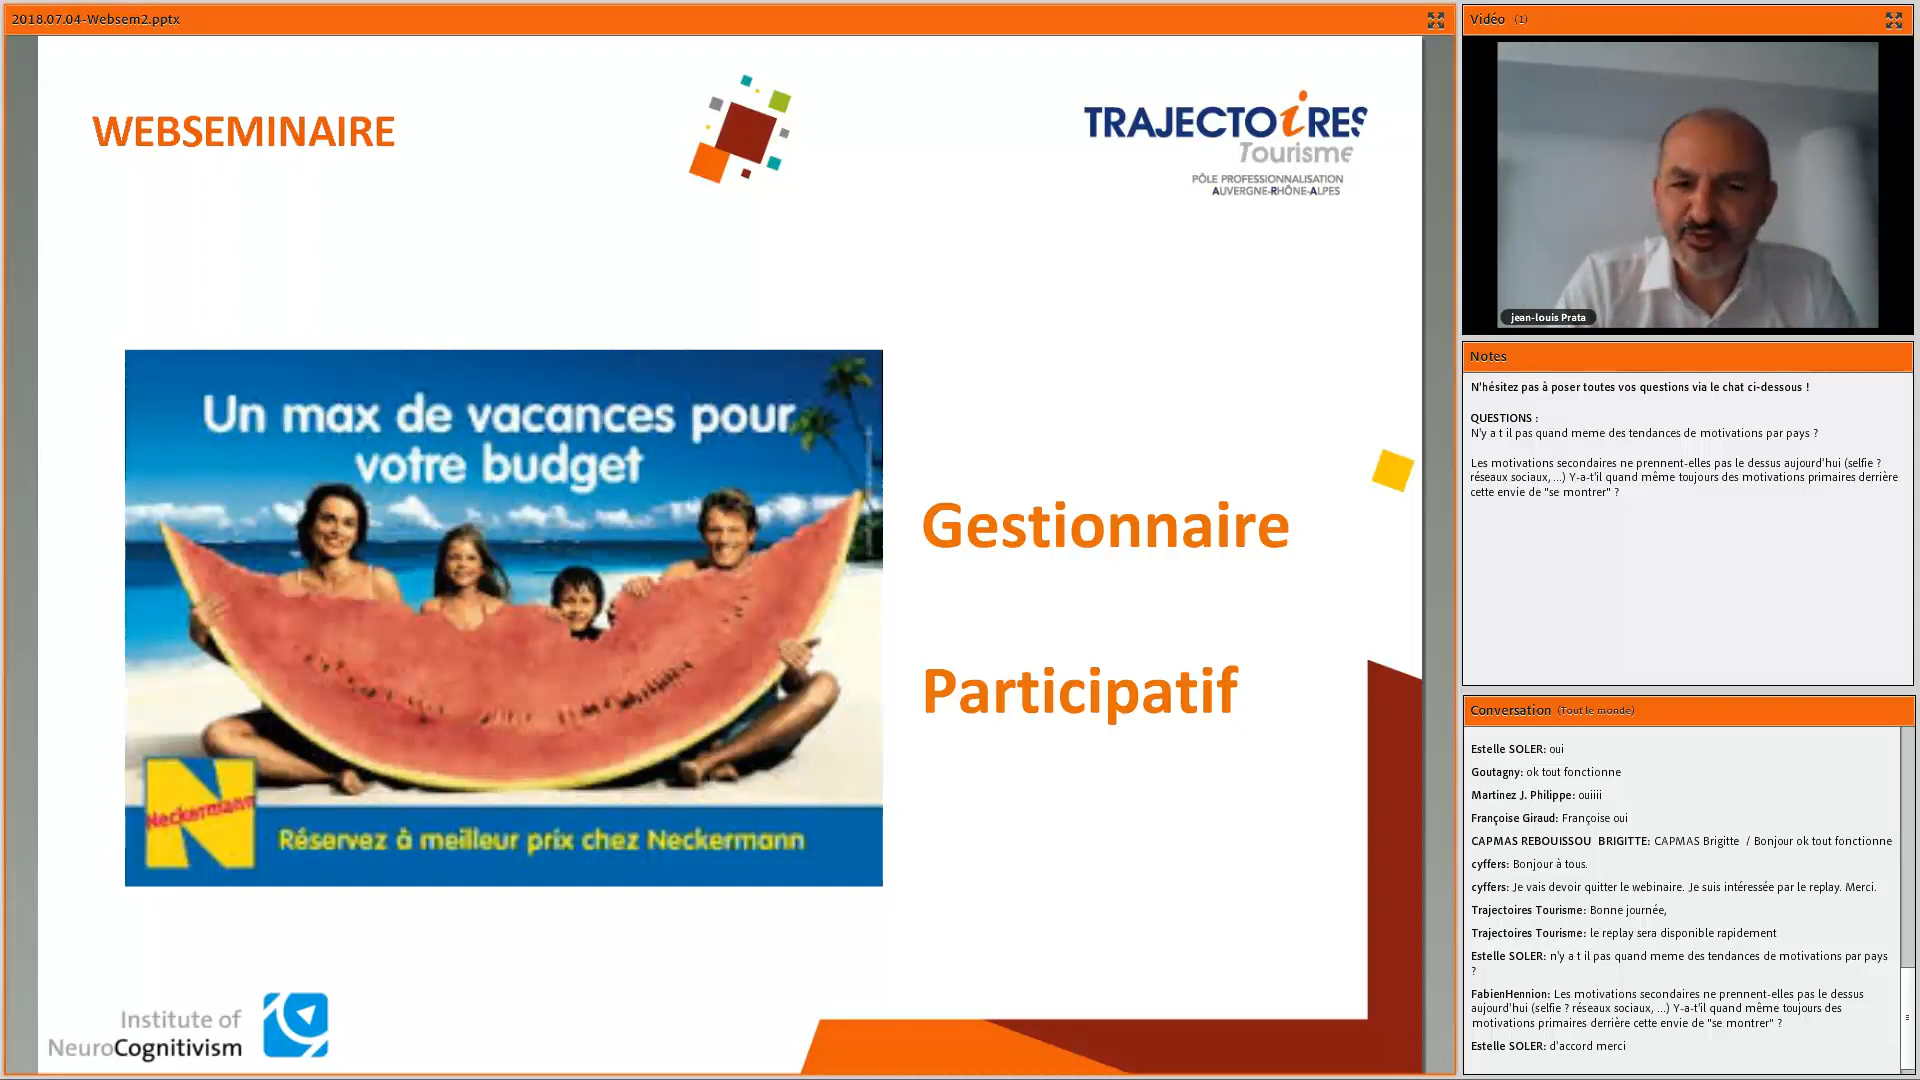 2018.07.04-Websem2.pptx
WEBSEMINAIRE
TRAJECTOiRES
Tourisme
PÔLE PROFESSIONNALISATION
AUVERGNE-RHÔNE-ALPES
Un max de vacances pour
votre budget
Neckermann
Réservez à meilleur prix chez Neckermann
Gestionnaire
Participatif
Institute of
NeuroCognitivism
Vidéo (1)
jean-louis Prata
Notes
N'hésitez pas à poser toutes vos questions via le chat ci-dessous !
QUESTIONS :
N'y a t il pas quand meme des tendances de motivations par pays ?
Les motivations secondaires ne prennent-elles pas le dessus aujourd'hui (selfie ?
réseaux sociaux, ...) Y-a-t'il quand même toujours des motivations primaires derrière
cette envie de "se montrer" ?
Conversation (Tout le monde)
Estelle SOLER: oui
Goutagny: ok tout fonctionne
Martinez J. Philippe: ouiiii
Françoise Giraud: Françoise oui
CAPMAS REBOUISSOU BRIGITTE: CAPMAS Brigitte / Bonjour ok tout fonctionne
cyffers: Bonjour à tous.
cyffers: Je vais devoir quitter le webinaire. Je suis intéressée par le replay. Merci.
Trajectoires Tourisme: Bonne journée,
Trajectoires Tourisme: le replay sera disponible rapidement
Estelle SOLER: n'y a t il pas quand meme des tendances de motivations par pays
?
FabienHennion: Les motivations secondaires ne prennent-elles pas le dessus
aujourd'hui (selfie ? réseaux sociaux, ...) Y-a-t'il quand même toujours des
motivations primaires derrière cette envie de "se montrer" ?
Estelle SOLER: d'accord merci